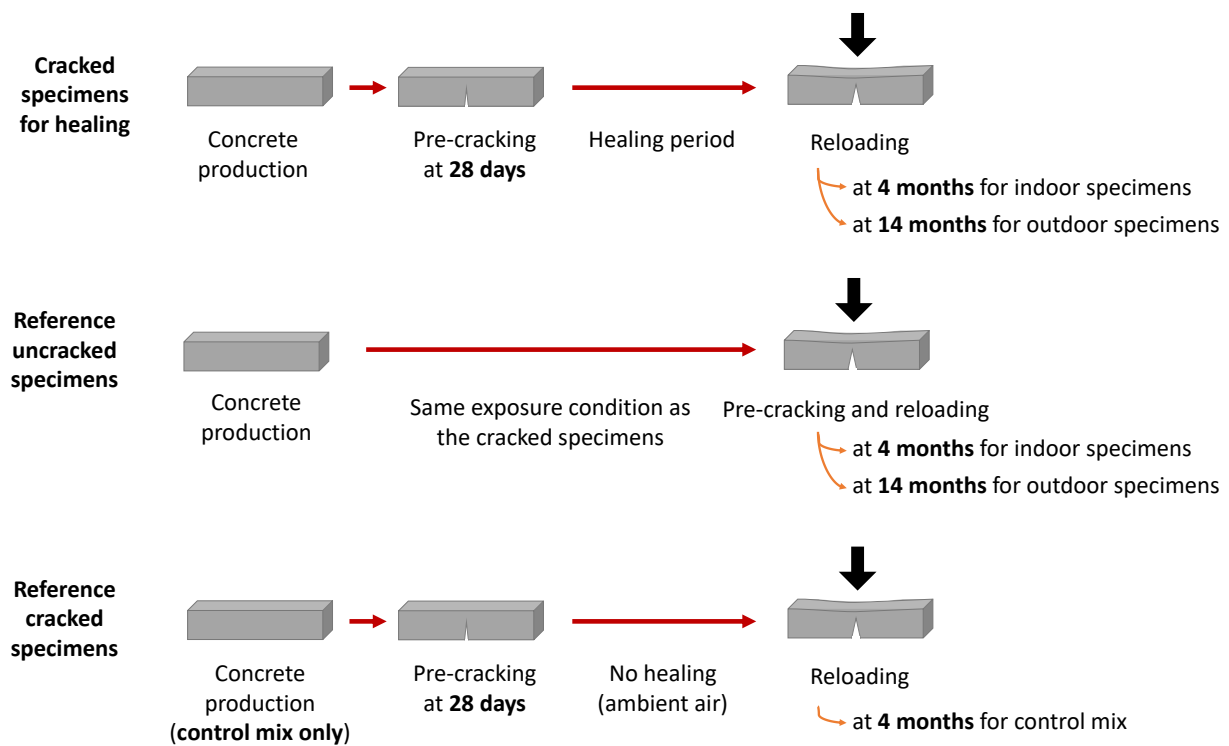 Cracked
specimens
for healing
Concrete
production
Pre-cracking
at 28 days
Healing period
Reloading
at 4 months for indoor specimens
at 14 months for outdoor specimens
Reference
uncracked
specimens
Concrete
production
Same exposure condition as
the cracked specimens
Pre-cracking and reloading
at 4 months for indoor specimens
at 14 months for outdoor specimens
Reference
cracked
specimens
Concrete
production
(control mix only)
Pre-cracking
at 28 days
No healing
(ambient air)
Reloading
at 4 months for control mix